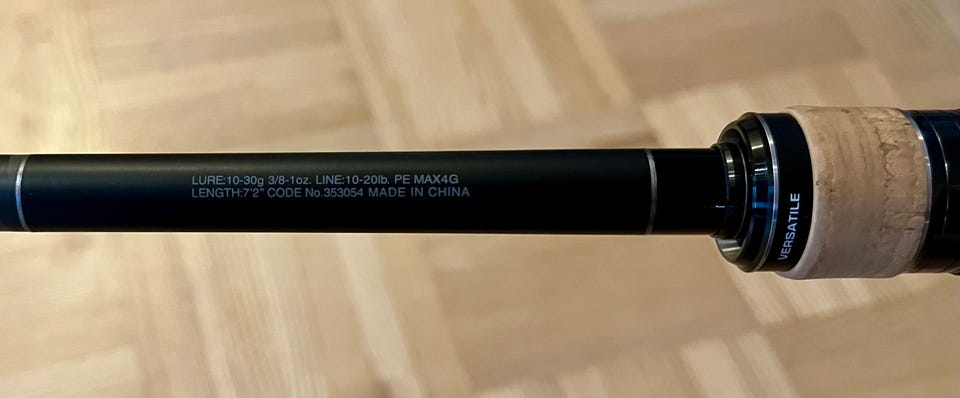 LURE:10-30g 3/8-1oz. LINE:10-20lb. PE MAX4G
LENGTH:7'2" CODE No.353054 MADE IN CHINA
VERSATILE